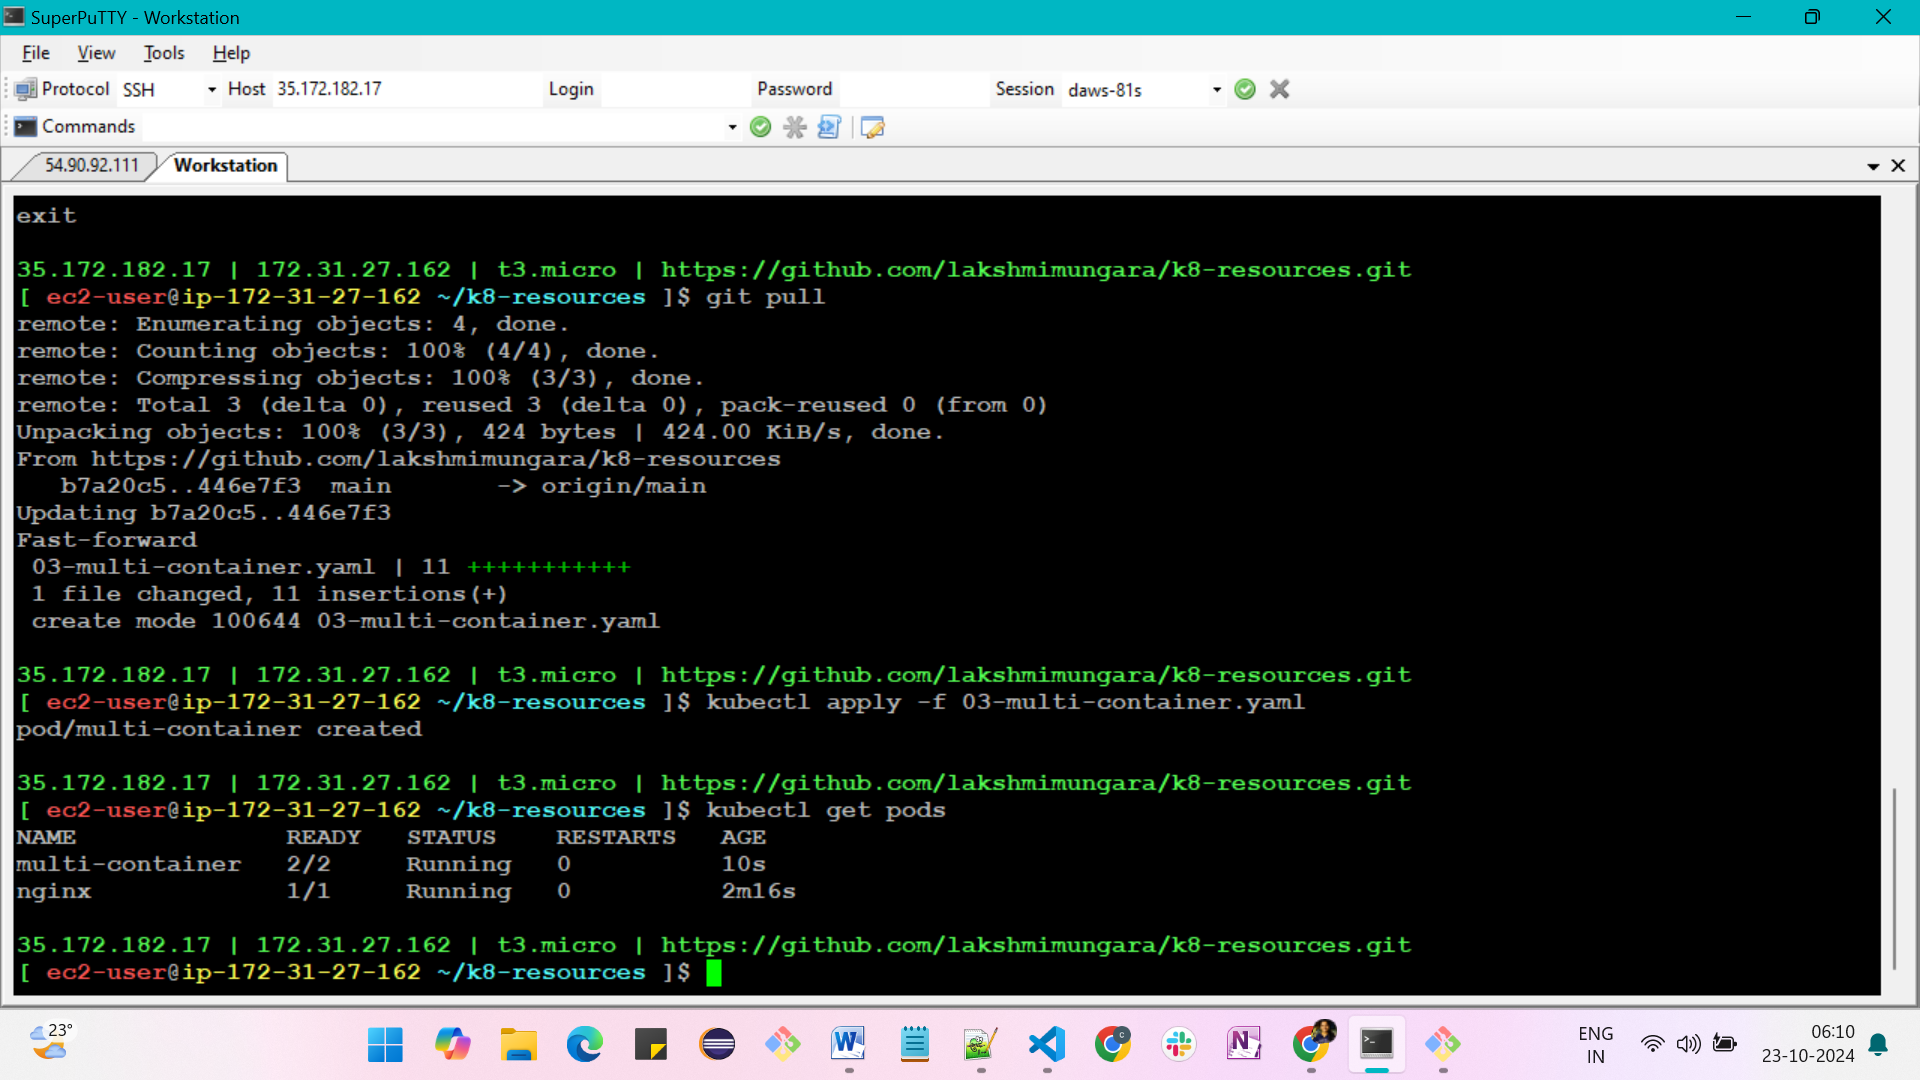 SuperPuTTY - Workstation
File View Tools Help
Protocol SSH Host 35.172.182.17 Login Password Session daws-81s
Commands
54.90.92.111 Workstation
exit
35.172.182.17 | 172.31.27.162 | t3.micro | https://github.com/lakshmimungara/k8-resources.git
[ ec2-user@ip-172-31-27-162 ~/k8-resources ]$ git pull
remote: Enumerating objects: 4, done.
remote: Counting objects: 100% (4/4), done.
remote: Compressing objects: 100% (3/3), done.
remote: Total 3 (delta 0), reused 3 (delta 0), pack-reused 0 (from 0)
Unpacking objects: 100% (3/3), 424 bytes | 424.00 KiB/s, done.
From https://github.com/lakshmimungara/k8-resources
   b7a20c5..446e7f3  main       -> origin/main
Updating b7a20c5..446e7f3
Fast-forward
 03-multi-container.yaml | 11 +++++++++++
 1 file changed, 11 insertions(+)
 create mode 100644 03-multi-container.yaml
35.172.182.17 | 172.31.27.162 | t3.micro | https://github.com/lakshmimungara/k8-resources.git
[ ec2-user@ip-172-31-27-162 ~/k8-resources ]$ kubectl apply -f 03-multi-container.yaml
pod/multi-container created
35.172.182.17 | 172.31.27.162 | t3.micro | https://github.com/lakshmimungara/k8-resources.git
[ ec2-user@ip-172-31-27-162 ~/k8-resources ]$ kubectl get pods
NAME              READY   STATUS    RESTARTS   AGE
multi-container   2/2     Running   0          10s
nginx             1/1     Running   0          2m16s
35.172.182.17 | 172.31.27.162 | t3.micro | https://github.com/lakshmimungara/k8-resources.git
[ ec2-user@ip-172-31-27-162 ~/k8-resources ]$
23°
ENG
IN
06:10
23-10-2024